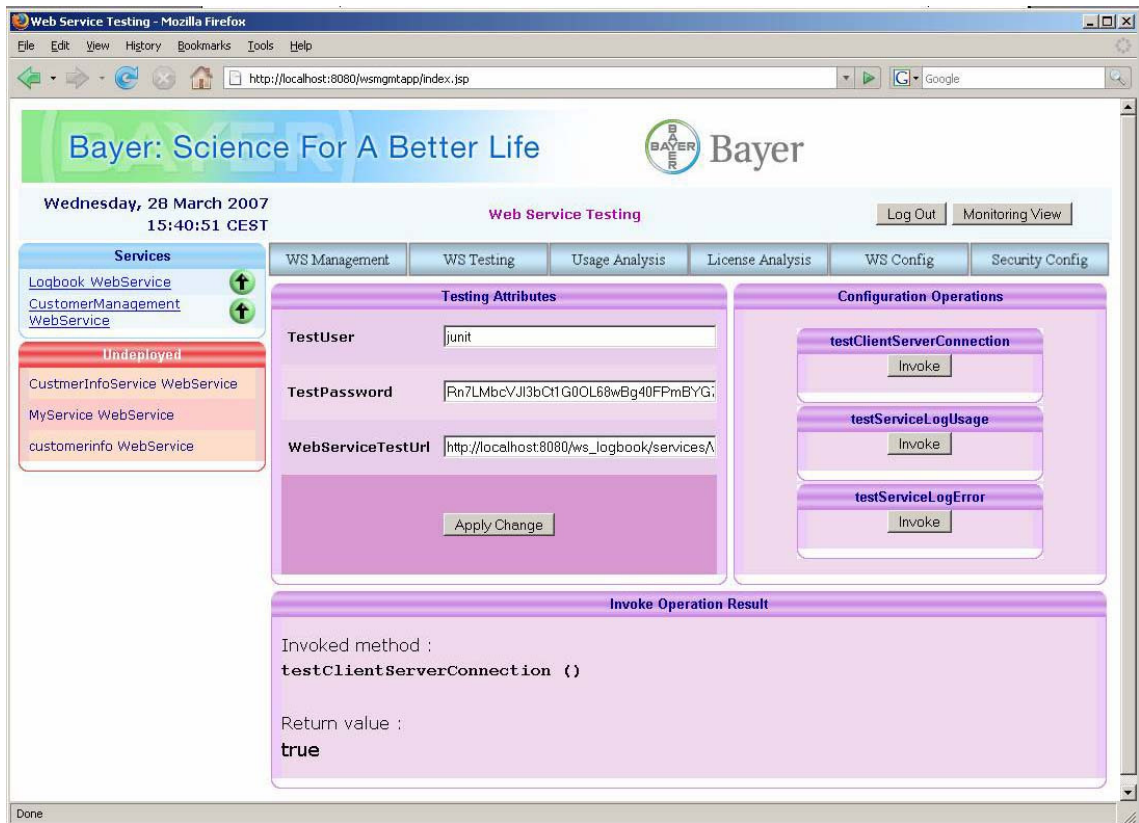 Web Service Testing - Mozilla Firefox
File Edit View History Bookmarks Tools Help
http://localhost:8080/wsmgmtapp/index.jsp
G Google
Bayer: Science For A Better Life
BAYER
BAYER
Bayer
Wednesday, 28 March 2007
15:40:51 CEST
Web Service Testing
Log Out
Monitoring View
Services
Logbook WebService
CustomerManagement
WebService
Undeployed
CustmerInfoService WebService
MyService WebService
customerinfo WebService
WS Management
WS Testing
Usage Analysis
License Analysis
WS Config
Security Config
Testing Attributes
TestUser junit
TestPassword
WebServiceTestUrl http://localhost:8080/ws_logbook/services/
Apply Change
Configuration Operations
testClientServerConnection
Invoke
testServiceLogUsage
Invoke
testServiceLogError
Invoke
Invoke Operation Result
Invoked method :
testClientServerConnection ()
Return value :
true
Done